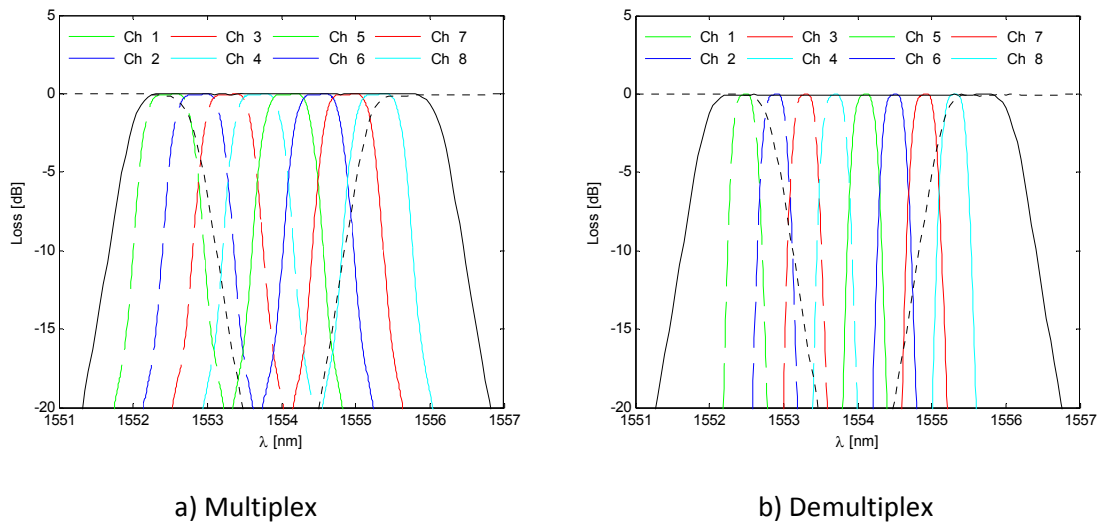 5
Ch 1 Ch 3 Ch 5 Ch 7
Ch 2 Ch 4 Ch 6 Ch 8
0
-5
-10
-15
-20
Loss [dB]
1551 1552 1553 1554 1555 1556 1557
λ [nm]
a) Multiplex
5
Ch 1 Ch 3 Ch 5 Ch 7
Ch 2 Ch 4 Ch 6 Ch 8
0
-5
-10
-15
-20
Loss [dB]
1551 1552 1553 1554 1555 1556 1557
λ [nm]
b) Demultiplex